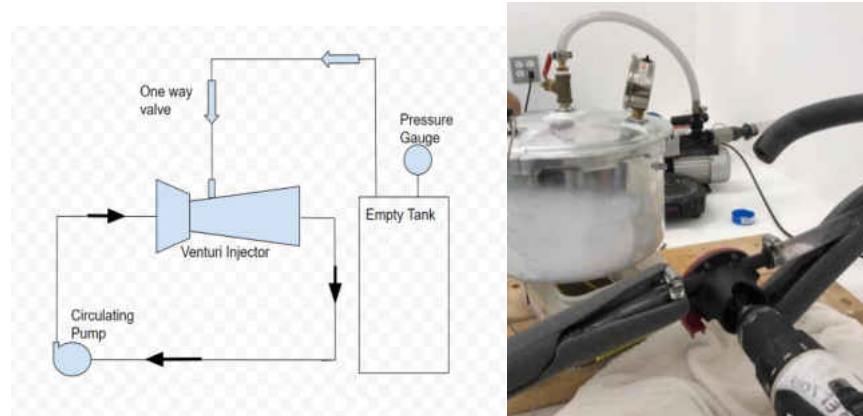 One way
valve
Pressure
Gauge
Empty Tank
Venturi Injector
Circulating
Pump